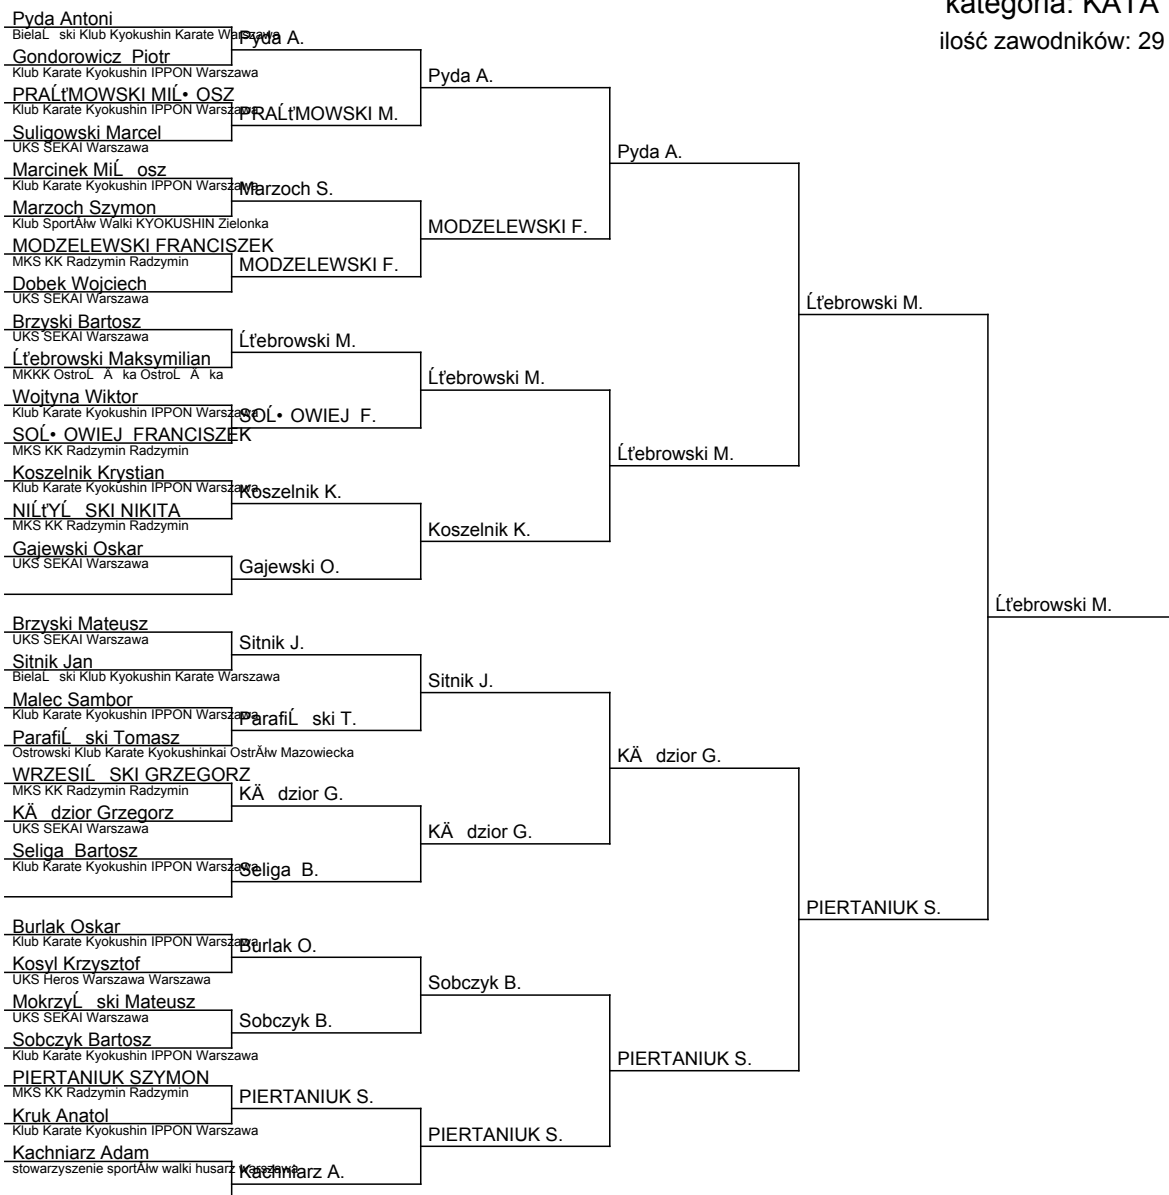 kategoria: KATA
ilość zawodników: 29
Pyda Antoni
BielaĹ ski Klub Kyokushin Karate Warszawa
Gondorowicz Piotr
Klub Karate Kyokushin IPPON Warszawa
PRAĹťMOWSKI MIĹ• OSZ
Klub Karate Kyokushin IPPON Warszawa
Suligowski Marcel
UKS SEKAI Warszawa
Marcinek MiĹ osz
Klub Karate Kyokushin IPPON Warszawa
Marzoch Szymon
Klub SportĂłw Walki KYOKUSHIN Zielonka
MODZELEWSKI FRANCISZEK
MKS KK Radzymin Radzymin
Dobek Wojciech
UKS SEKAI Warszawa
Brzyski Bartosz
UKS SEKAI Warszawa
Ĺťebrowski Maksymilian
MKKK OstroĹ Ä ka OstroĹ Ä ka
Wojtyna Wiktor
Klub Karate Kyokushin IPPON Warszawa
SOĹ• OWIEJ FRANCISZEK
MKS KK Radzymin Radzymin
Koszelnik Krystian
Klub Karate Kyokushin IPPON Warszawa
NIĹťYĹ SKI NIKITA
MKS KK Radzymin Radzymin
Gajewski Oskar
UKS SEKAI Warszawa
Brzyski Mateusz
UKS SEKAI Warszawa
Sitnik Jan
BielaĹ ski Klub Kyokushin Karate Warszawa
Malec Sambor
Klub Karate Kyokushin IPPON Warszawa
ParafiĹ ski Tomasz
Ostrowski Klub Karate Kyokushinkai OstrĂłw Mazowiecka
WRZESIĹ SKI GRZEGORZ
MKS KK Radzymin Radzymin
KÄ dzior Grzegorz
UKS SEKAI Warszawa
Seliga Bartosz
Klub Karate Kyokushin IPPON Warszawa
Burlak Oskar
Klub Karate Kyokushin IPPON Warszawa
Kosyl Krzysztof
UKS Heros Warszawa Warszawa
MokrzyĹ ski Mateusz
UKS SEKAI Warszawa
Sobczyk Bartosz
Klub Karate Kyokushin IPPON Warszawa
PIERTANIUK SZYMON
MKS KK Radzymin Radzymin
Kruk Anatol
Klub Karate Kyokushin IPPON Warszawa
Kachniarz Adam
stowarzyszenie sportĂłw walki husarz warszawa
Pyda A.
PRAĹťMOWSKI M.
Marzoch S.
MODZELEWSKI F.
Ĺťebrowski M.
SOĹ• OWIEJ F.
Koszelnik K.
Gajewski O.
Sitnik J.
ParafiĹ ski T.
KÄ dzior G.
Seliga B.
Burlak O.
Sobczyk B.
PIERTANIUK S.
Kachniarz A.
Pyda A.
MODZELEWSKI F.
Ĺťebrowski M.
Koszelnik K.
Sitnik J.
KÄ dzior G.
Sobczyk B.
PIERTANIUK S.
Pyda A.
Ĺťebrowski M.
KÄ dzior G.
PIERTANIUK S.
Ĺťebrowski M.
PIERTANIUK S.
Ĺťebrowski M.